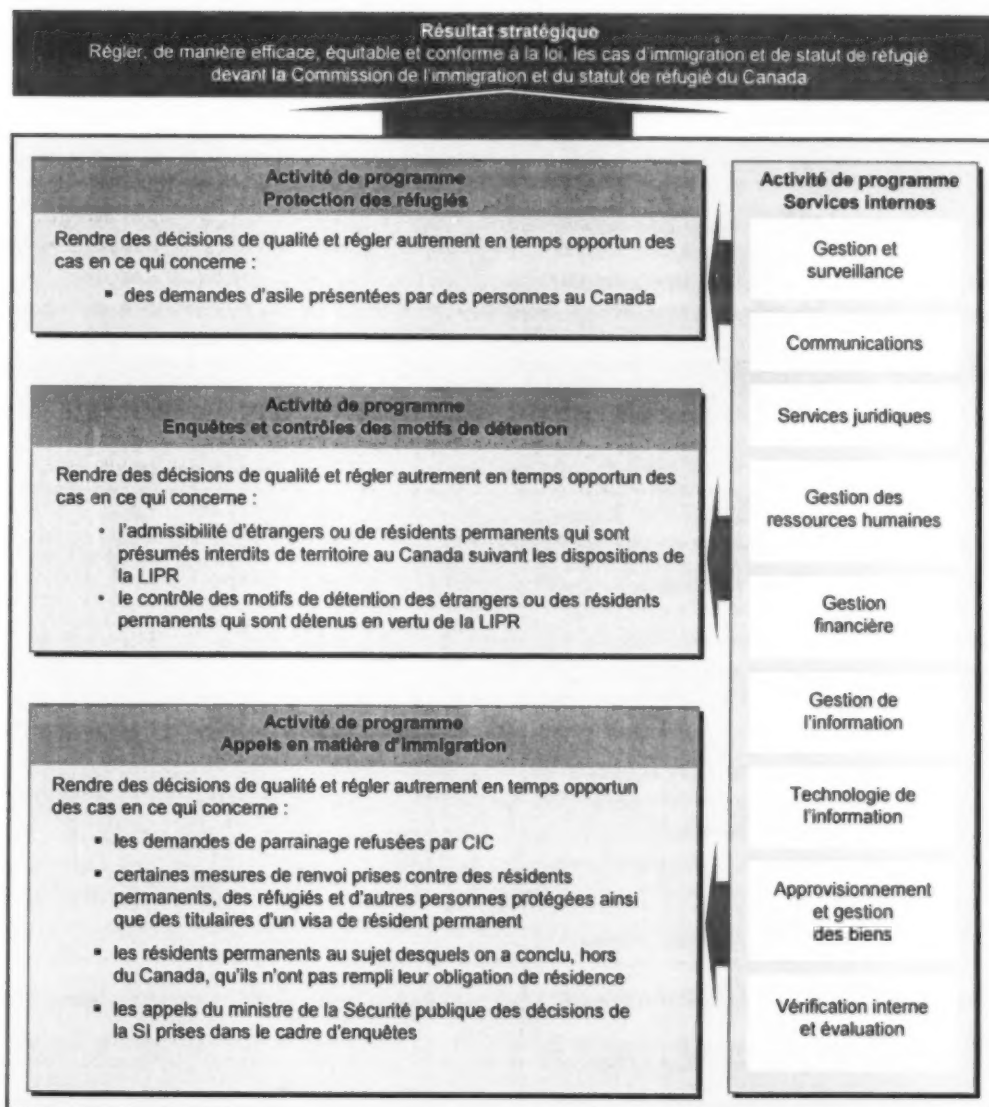 Résultat stratégique
Régler, de manière efficace, équitable et conforme à la loi, les cas d'immigration et de statut de réfugié
devant la Commission de l'immigration et du statut de réfugié du Canada
Activité de programme
Protection des réfugiés
Rendre des décisions de qualité et régler autrement en temps opportun des
cas en ce qui concerne :
▪ des demandes d'asile présentées par des personnes au Canada
Activité de programme
Enquêtes et contrôles des motifs de détention
Rendre des décisions de qualité et régler autrement en temps opportun des
cas en ce qui concerne :
• l'admissibilité d'étrangers ou de résidents permanents qui sont
présumés interdits de territoire au Canada suivant les dispositions de
la LIPR
• le contrôle des motifs de détention des étrangers ou des résidents
permanents qui sont détenus en vertu de la LIPR
Activité de programme
Appels en matière d'immigration
Rendre des décisions de qualité et régler autrement en temps opportun
des cas en ce qui concerne :
▪ les demandes de parrainage refusées par CIC
▪ certaines mesures de renvoi prises contre des résidents
permanents, des réfugiés et d'autres personnes protégées ainsi
que des titulaires d'un visa de résident permanent
▪ les résidents permanents au sujet desquels on a conclu, hors
du Canada, qu'ils n'ont pas rempli leur obligation de résidence
▪ les appels du ministre de la Sécurité publique des décisions de
la SI prises dans le cadre d'enquêtes
Activité de programme
Services internes
Gestion et
surveillance
Communications
Services juridiques
Gestion des
ressources humaines
Gestion
financière
Gestion de
l'information
Technologie de
l'information
Approvisionnement
et gestion
des biens
Vérification interne
et évaluation